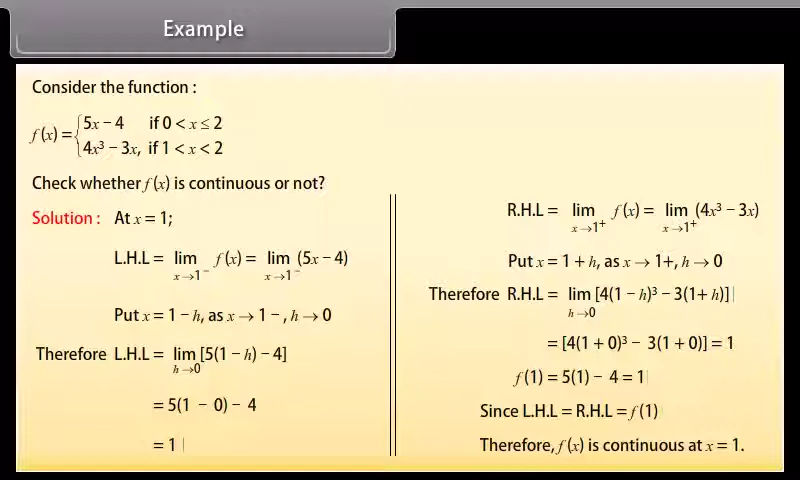 Example
Consider the function :
f (x) = { 5x − 4 if 0 < x ≤ 2
4x³ − 3x, if 1 < x < 2
Check whether f (x) is continuous or not?
Solution : At x = 1;
L.H.L = lim x→1⁻ f (x) = lim x→1⁻ (5x − 4)
Put x = 1 − h, as x → 1 − , h → 0
Therefore L.H.L = lim h→0 [5(1 − h) − 4]
= 5(1 − 0) − 4
= 1
R.H.L = lim x→1⁺ f (x) = lim x→1⁺ (4x³ − 3x)
Put x = 1 + h, as x → 1+, h → 0
Therefore R.H.L = lim h→0 [4(1 − h)³ − 3(1+ h)]
= [4(1 + 0)³ − 3(1 + 0)] = 1
f (1) = 5(1) − 4 = 1
Since L.H.L = R.H.L = f (1)
Therefore, f (x) is continuous at x = 1.